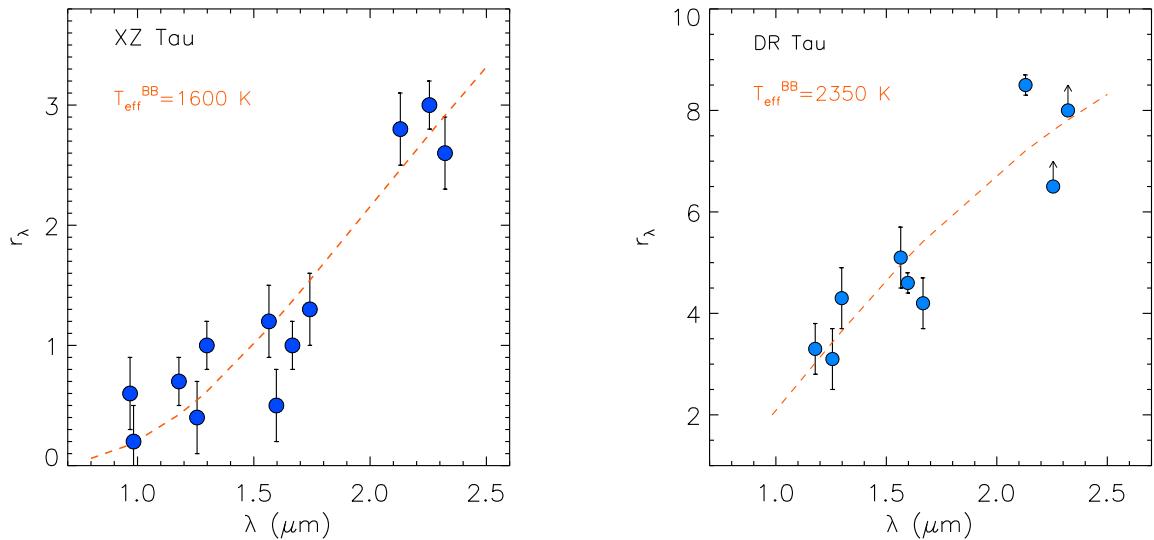 XZ Tau
T_eff^BB=1600 K
3
2
1
0
r_λ
1.0 1.5 2.0 2.5
λ (μm)
DR Tau
T_eff^BB=2350 K
10
8
6
4
2
r_λ
1.0 1.5 2.0 2.5
λ (μm)